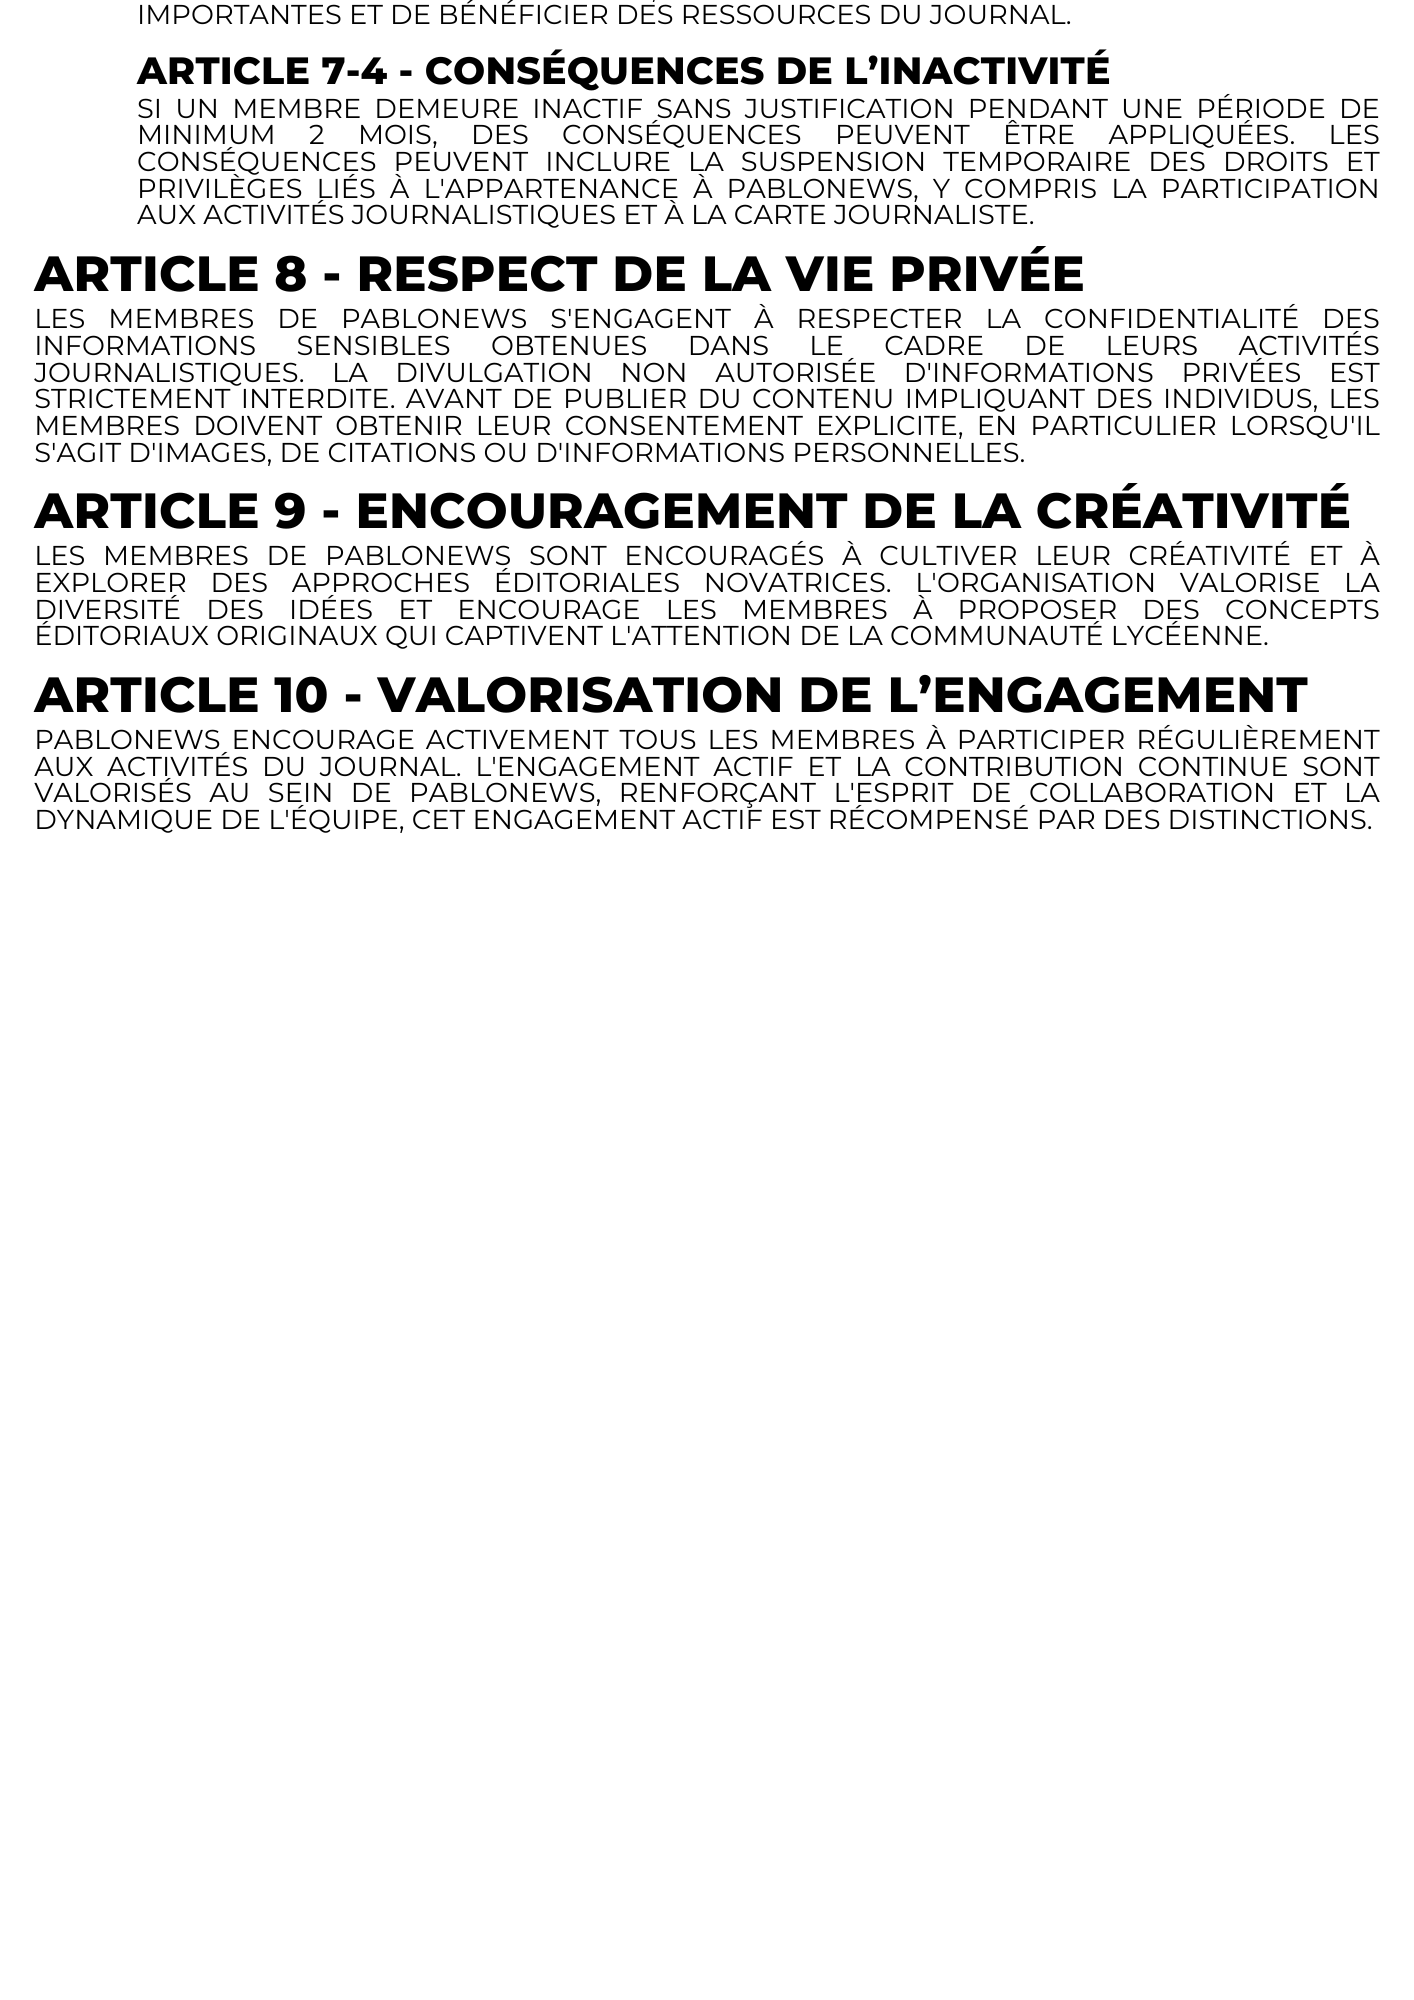 IMPORTANTES ET DE BÉNÉFICIER DES RESSOURCES DU JOURNAL.
ARTICLE 7-4 - CONSÉQUENCES DE L’INACTIVITÉ
SI UN MEMBRE DEMEURE INACTIF SANS JUSTIFICATION PENDANT UNE PÉRIODE DE
MINIMUM 2 MOIS, DES CONSÉQUENCES PEUVENT ÊTRE APPLIQUÉES. LES
CONSÉQUENCES PEUVENT INCLURE LA SUSPENSION TEMPORAIRE DES DROITS ET
PRIVILÈGES LIÉS À L'APPARTENANCE À PABLONEWS, Y COMPRIS LA PARTICIPATION
AUX ACTIVITÉS JOURNALISTIQUES ET À LA CARTE JOURNALISTE.
ARTICLE 8 - RESPECT DE LA VIE PRIVÉE
LES MEMBRES DE PABLONEWS S'ENGAGENT À RESPECTER LA CONFIDENTIALITÉ DES
INFORMATIONS SENSIBLES OBTENUES DANS LE CADRE DE LEURS ACTIVITÉS
JOURNALISTIQUES. LA DIVULGATION NON AUTORISÉE D'INFORMATIONS PRIVÉES EST
STRICTEMENT INTERDITE. AVANT DE PUBLIER DU CONTENU IMPLIQUANT DES INDIVIDUS, LES
MEMBRES DOIVENT OBTENIR LEUR CONSENTEMENT EXPLICITE, EN PARTICULIER LORSQU'IL
S'AGIT D'IMAGES, DE CITATIONS OU D'INFORMATIONS PERSONNELLES.
ARTICLE 9 - ENCOURAGEMENT DE LA CRÉATIVITÉ
LES MEMBRES DE PABLONEWS SONT ENCOURAGÉS À CULTIVER LEUR CRÉATIVITÉ ET À
EXPLORER DES APPROCHES ÉDITORIALES NOVATRICES. L'ORGANISATION VALORISE LA
DIVERSITÉ DES IDÉES ET ENCOURAGE LES MEMBRES À PROPOSER DES CONCEPTS
ÉDITORIAUX ORIGINAUX QUI CAPTIVENT L'ATTENTION DE LA COMMUNAUTÉ LYCÉENNE.
ARTICLE 10 - VALORISATION DE L’ENGAGEMENT
PABLONEWS ENCOURAGE ACTIVEMENT TOUS LES MEMBRES À PARTICIPER RÉGULIÈREMENT
AUX ACTIVITÉS DU JOURNAL. L'ENGAGEMENT ACTIF ET LA CONTRIBUTION CONTINUE SONT
VALORISÉS AU SEIN DE PABLONEWS, RENFORÇANT L'ESPRIT DE COLLABORATION ET LA
DYNAMIQUE DE L'ÉQUIPE, CET ENGAGEMENT ACTIF EST RÉCOMPENSÉ PAR DES DISTINCTIONS.